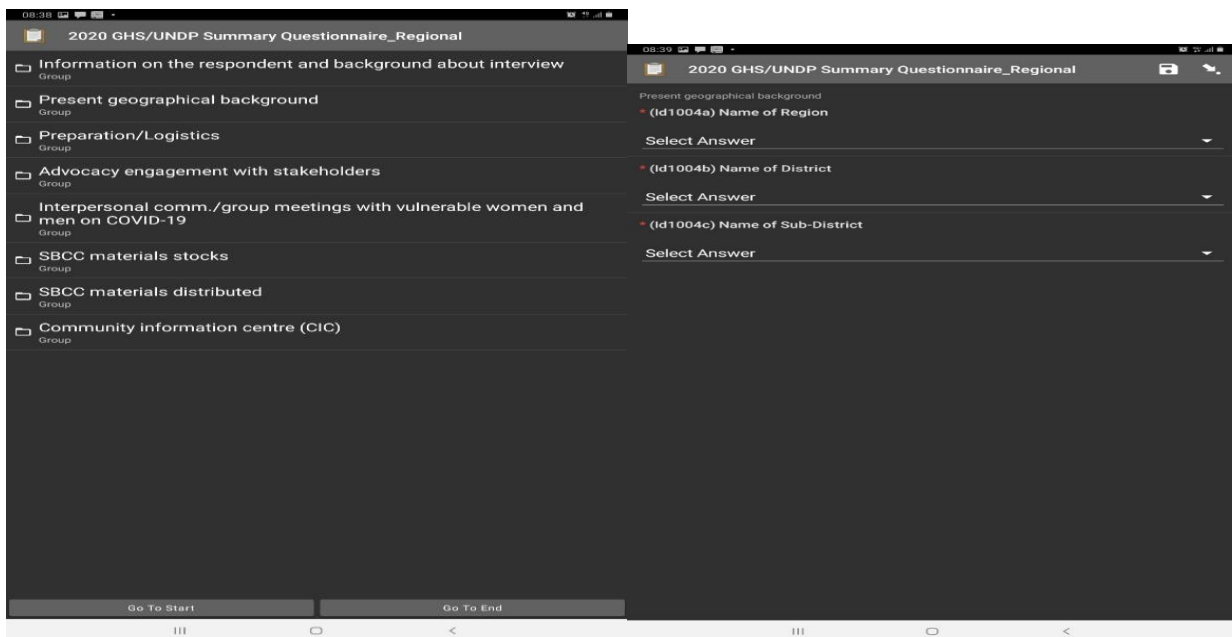 08:38
2020 GHS/UNDP Summary Questionnaire_Regional
Information on the respondent and background about interview
Group
Present geographical background
Group
Preparation/Logistics
Group
Advocacy engagement with stakeholders
Group
Interpersonal comm./group meetings with vulnerable women and
men on COVID-19
Group
SBCC materials stocks
Group
SBCC materials distributed
Group
Community information centre (CIC)
Group
Go To Start
Go To End
08:39
2020 GHS/UNDP Summary Questionnaire_Regional
Present geographical background
* (Id1004a) Name of Region
Select Answer
* (Id1004b) Name of District
Select Answer
* (Id1004c) Name of Sub-District
Select Answer